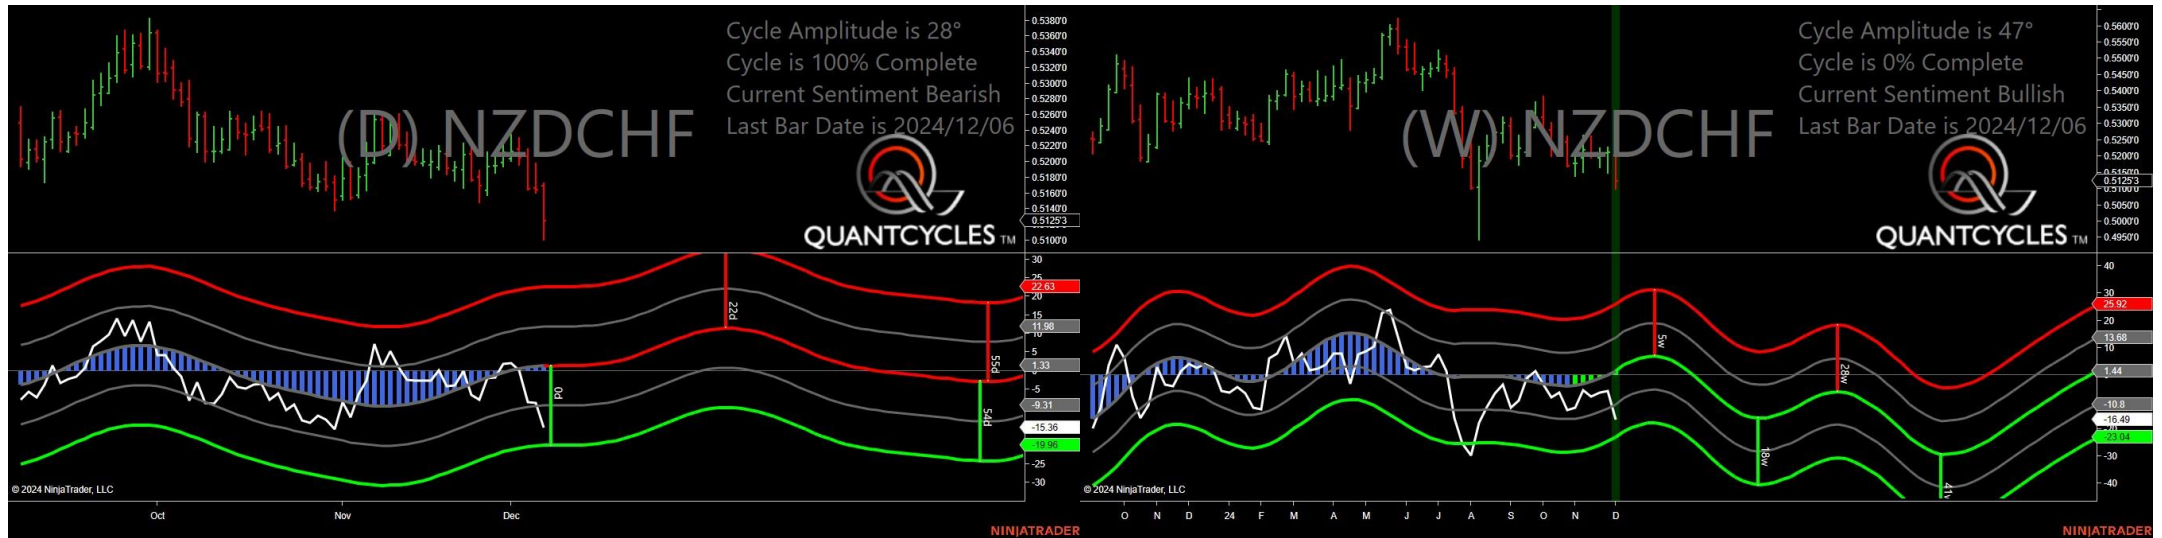 Cycle Amplitude is 28°
Cycle is 100% Complete
Current Sentiment Bearish
Last Bar Date is 2024/12/06
(D) NZDCHF
QUANTCYCLES TM
0.5380'0
0.5360'0
0.5340'0
0.5320'0
0.5300'0
0.5280'0
0.5260'0
0.5240'0
0.5220'0
0.5200'0
0.5180'0
0.5160'0
0.5140'0
0.5125'3
0.5100'0
30
25
22.63
20
15
11.98
5
1.33
-5
-9.31
-15.36
-19.96
-25
-30
0d
22d
55d
54d
© 2024 NinjaTrader, LLC
Oct
Nov
Dec
NINJATRADER
Cycle Amplitude is 47°
Cycle is 0% Complete
Current Sentiment Bullish
Last Bar Date is 2024/12/06
(W) NZDCHF
QUANTCYCLES TM
0.5600'0
0.5550'0
0.5500'0
0.5450'0
0.5400'0
0.5350'0
0.5300'0
0.5250'0
0.5200'0
0.5125'3
0.5100'0
0.5050'0
0.5000'0
0.4950'0
40
30
25.92
20
13.68
10
1.44
-10.8
-16.49
-23.04
-30
-40
5w
18w
28w
© 2024 NinjaTrader, LLC
O N D 24 F M A M J J A S O N D
NINJATRADER